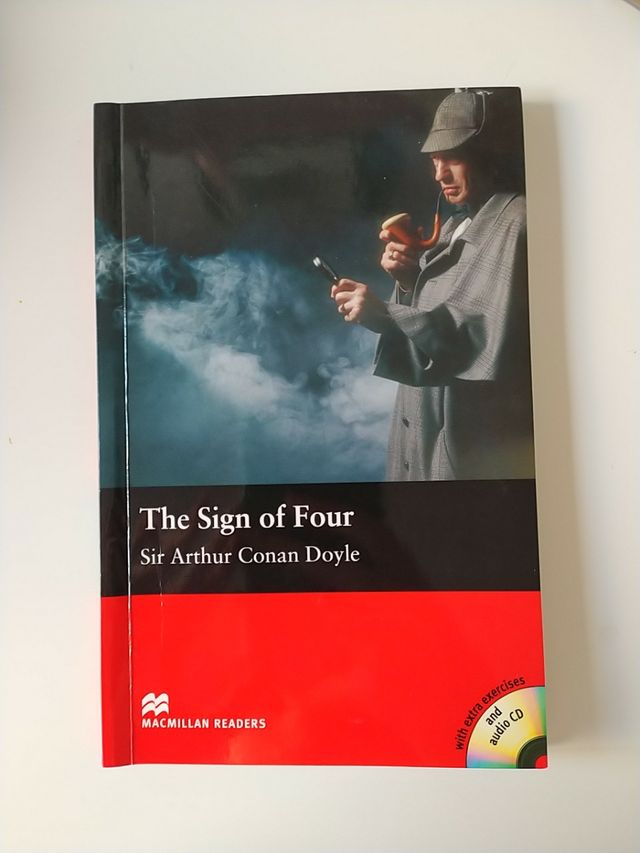 The Sign of Four
Sir Arthur Conan Doyle
MACMILLAN READERS
with extra exercises
and
audio CD